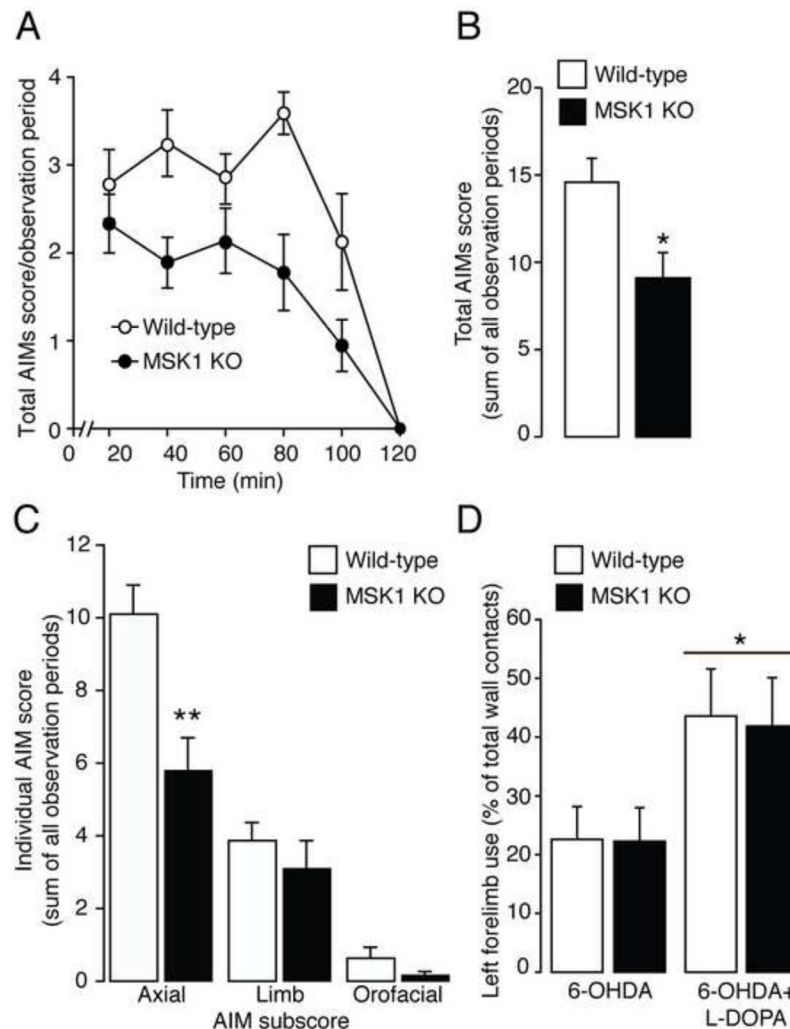 A
Total AIMs score/observation period
4
3
2
1
0
Wild-type
MSK1 KO
0 20 40 60 80 100 120
Time (min)
B
Wild-type
MSK1 KO
Total AIMs score
(sum of all observation periods)
20
15
10
5
0
*
C
Wild-type
MSK1 KO
Individual AIM score
(sum of all observation periods)
12
10
8
6
4
2
0
**
Axial Limb Orofacial
AIM subscore
D
Wild-type
MSK1 KO
Left forelimb use (% of total wall contacts)
60
50
40
30
20
10
0
*
6-OHDA 6-OHDA+
L-DOPA